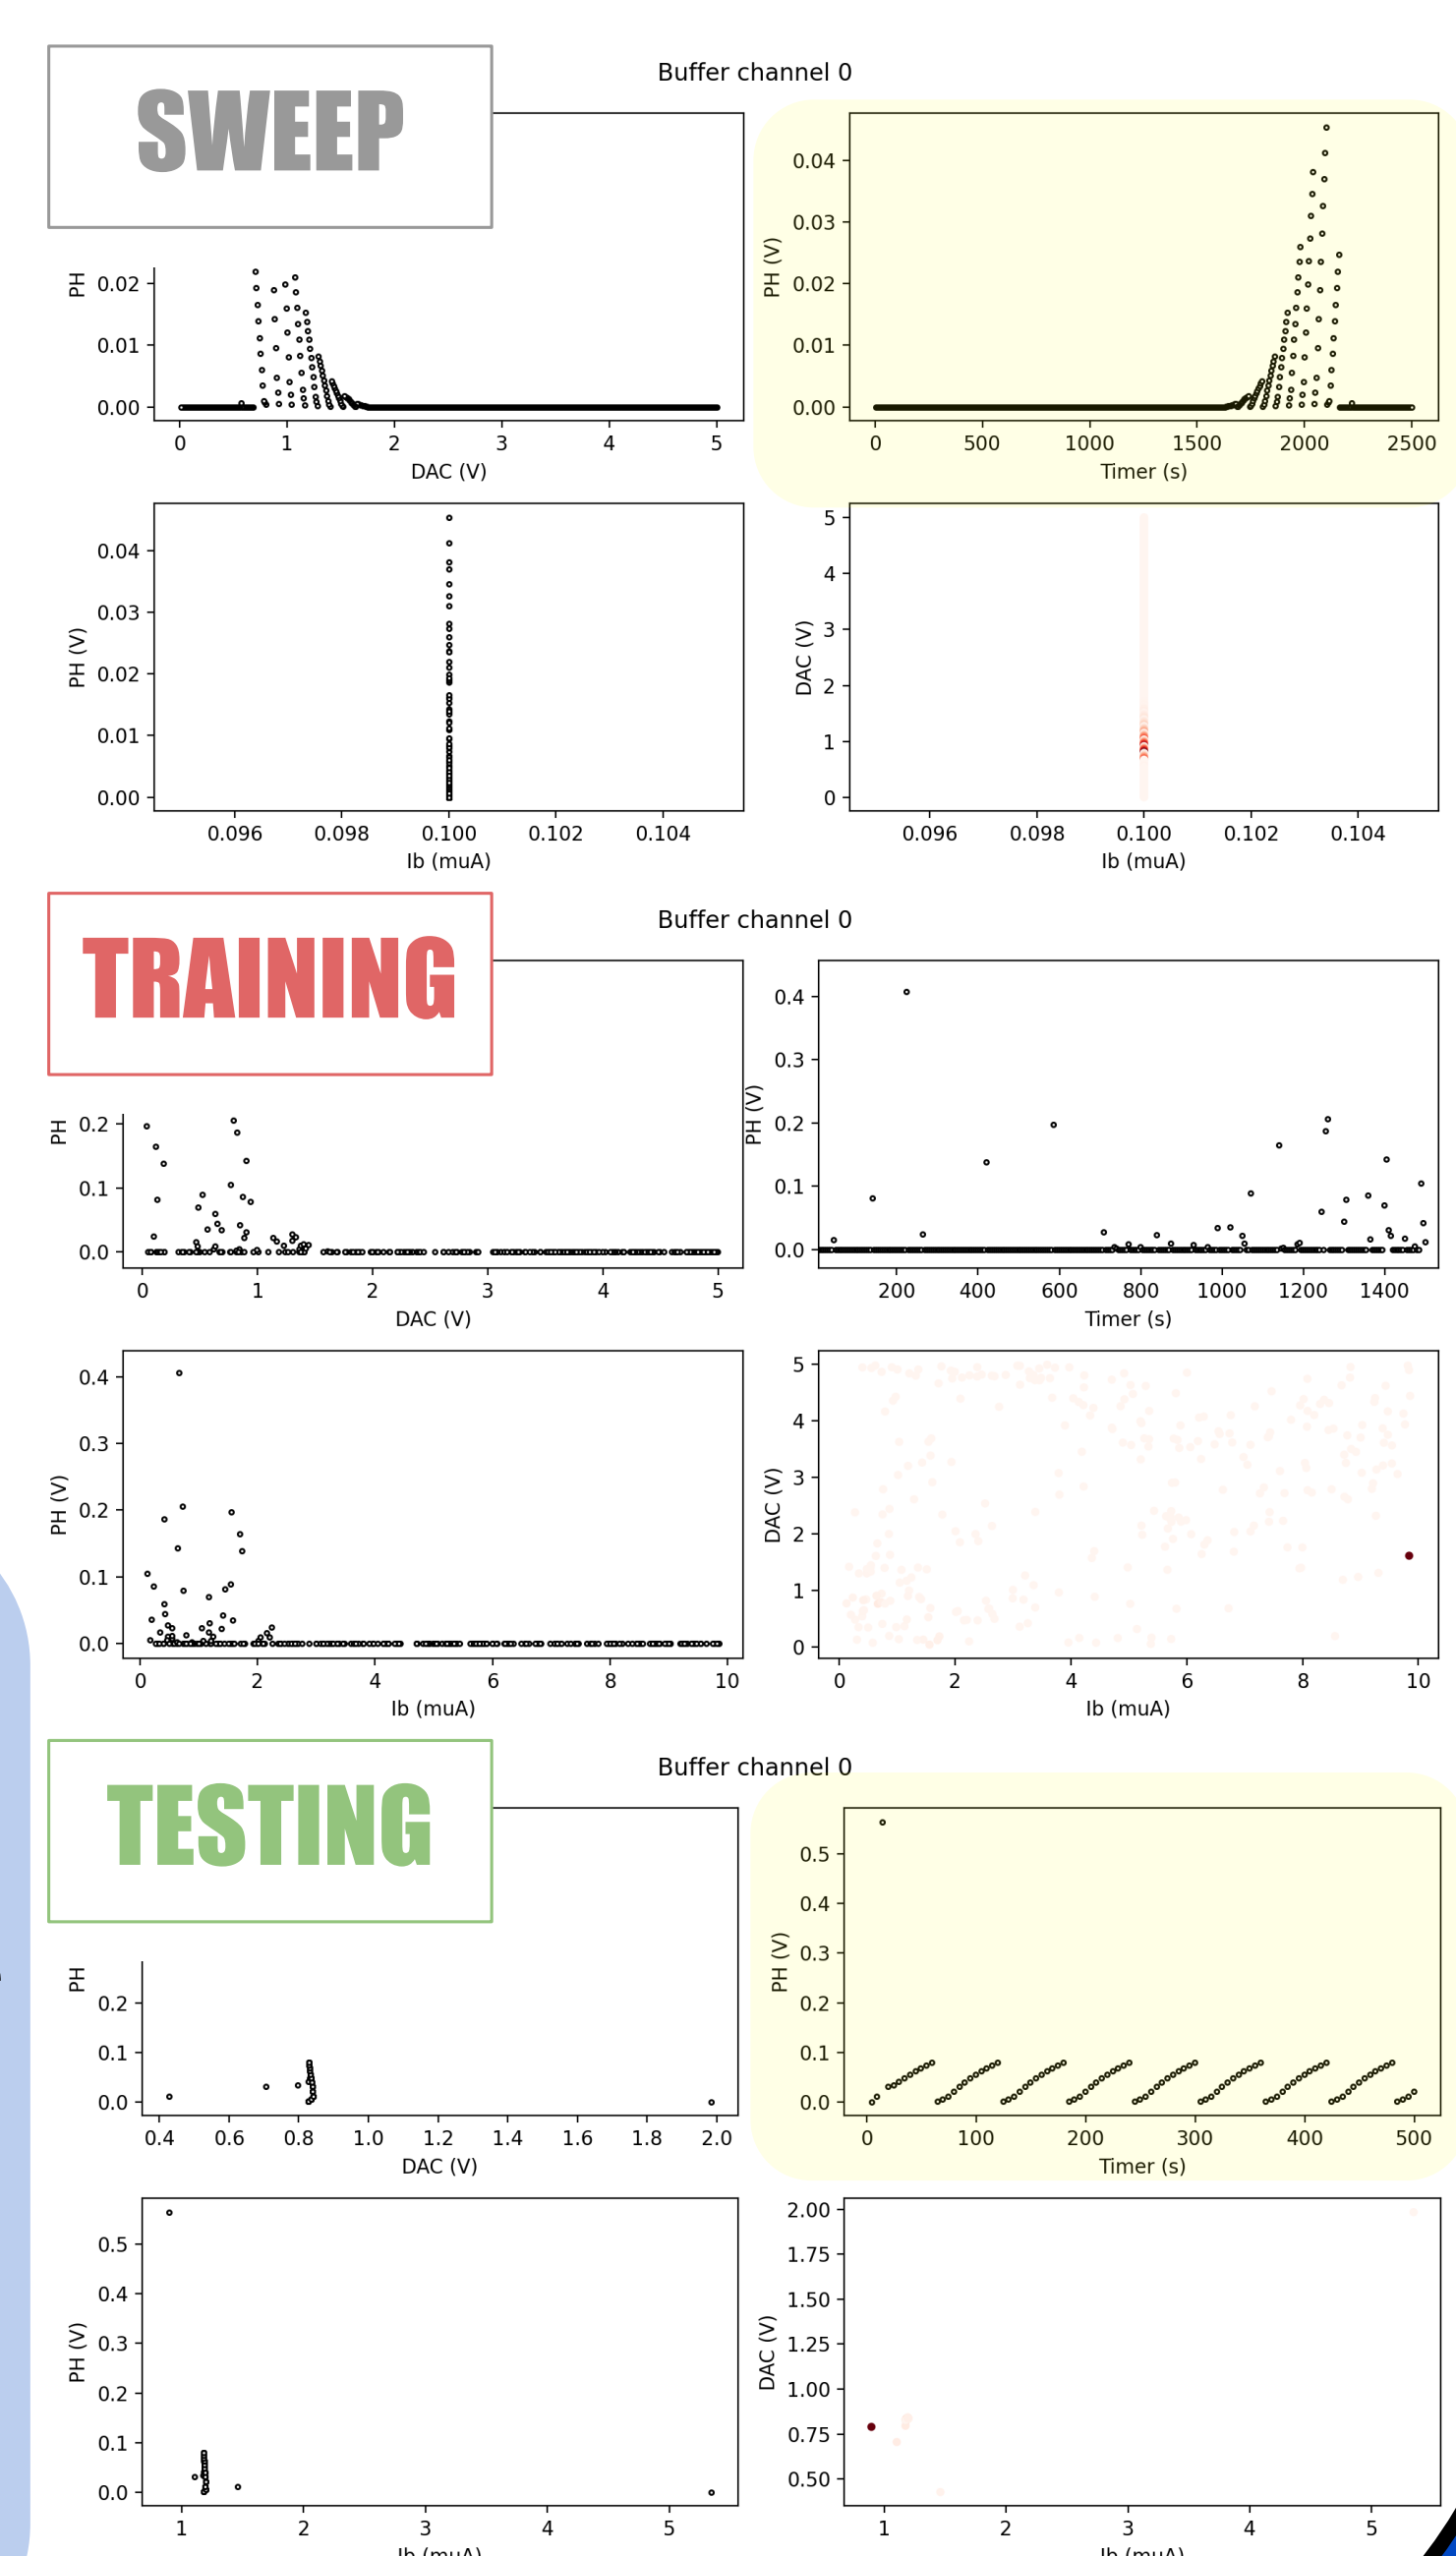 SWEEP
Buffer channel 0
PH
0.02
0.01
0.00
0 1 2 3 4 5
DAC (V)
PH (V)
0.04
0.03
0.02
0.01
0.00
0 500 1000 1500 2000 2500
Timer (s)
PH (V)
0.04
0.03
0.02
0.01
0.00
0.096 0.098 0.100 0.102 0.104
Ib (muA)
DAC (V)
5
4
3
2
1
0
0.096 0.098 0.100 0.102 0.104
Ib (muA)
TRAINING
Buffer channel 0
PH
0.2
0.1
0.0
0 1 2 3 4 5
DAC (V)
PH (V)
0.4
0.3
0.2
0.1
0.0
200 400 600 800 1000 1200 1400
Timer (s)
PH (V)
0.4
0.3
0.2
0.1
0.0
0 2 4 6 8 10
Ib (muA)
DAC (V)
5
4
3
2
1
0
0 2 4 6 8 10
Ib (muA)
TESTING
Buffer channel 0
PH
0.2
0.1
0.0
0.4 0.6 0.8 1.0 1.2 1.4 1.6 1.8 2.0
DAC (V)
PH (V)
0.5
0.4
0.3
0.2
0.1
0.0
0 100 200 300 400 500
Timer (s)
PH (V)
0.5
0.4
0.3
0.2
0.1
0.0
1 2 3 4 5
Ib (muA)
DAC (V)
2.00
1.75
1.50
1.25
1.00
0.75
0.50
1 2 3 4 5
Ib (muA)